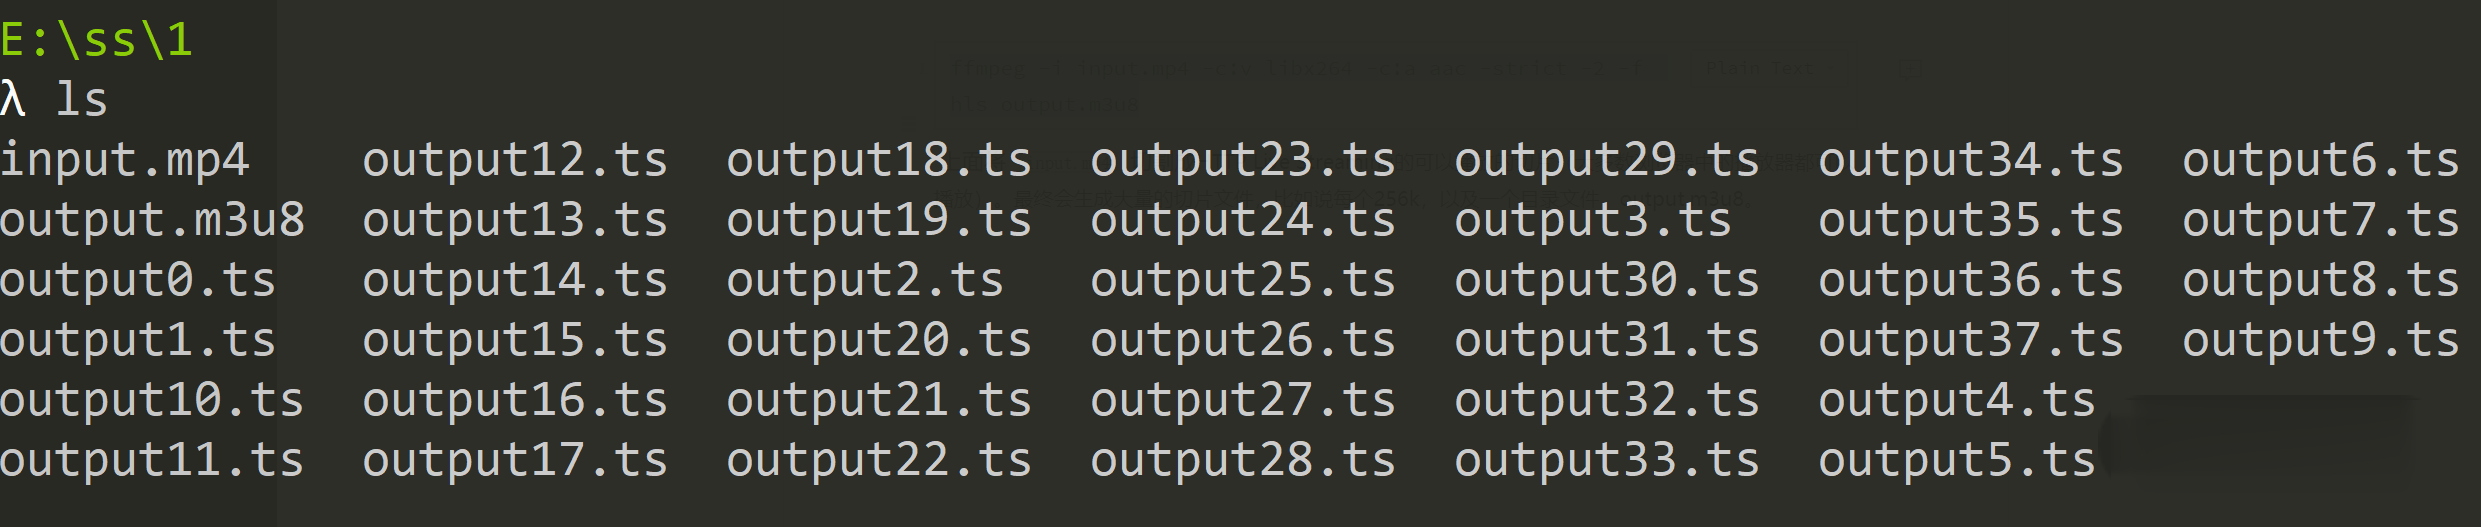 E:\ss\1
λ ls
input.mp4 output12.ts output18.ts output23.ts output29.ts output34.ts output6.ts
output.m3u8 output13.ts output19.ts output24.ts output3.ts output35.ts output7.ts
output0.ts output14.ts output2.ts output25.ts output30.ts output36.ts output8.ts
output1.ts output15.ts output20.ts output26.ts output31.ts output37.ts output9.ts
output10.ts output16.ts output21.ts output27.ts output32.ts output4.ts
output11.ts output17.ts output22.ts output28.ts output33.ts output5.ts